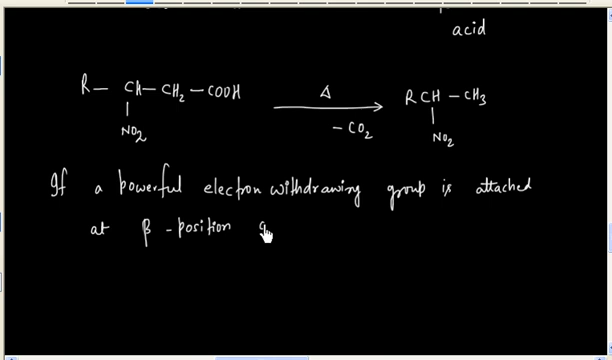 acid
R — CH — CH2 — COOH  Δ  RCH — CH3
NO2  — CO2  NO2
If a powerful electron withdrawing group is attached
at β - position